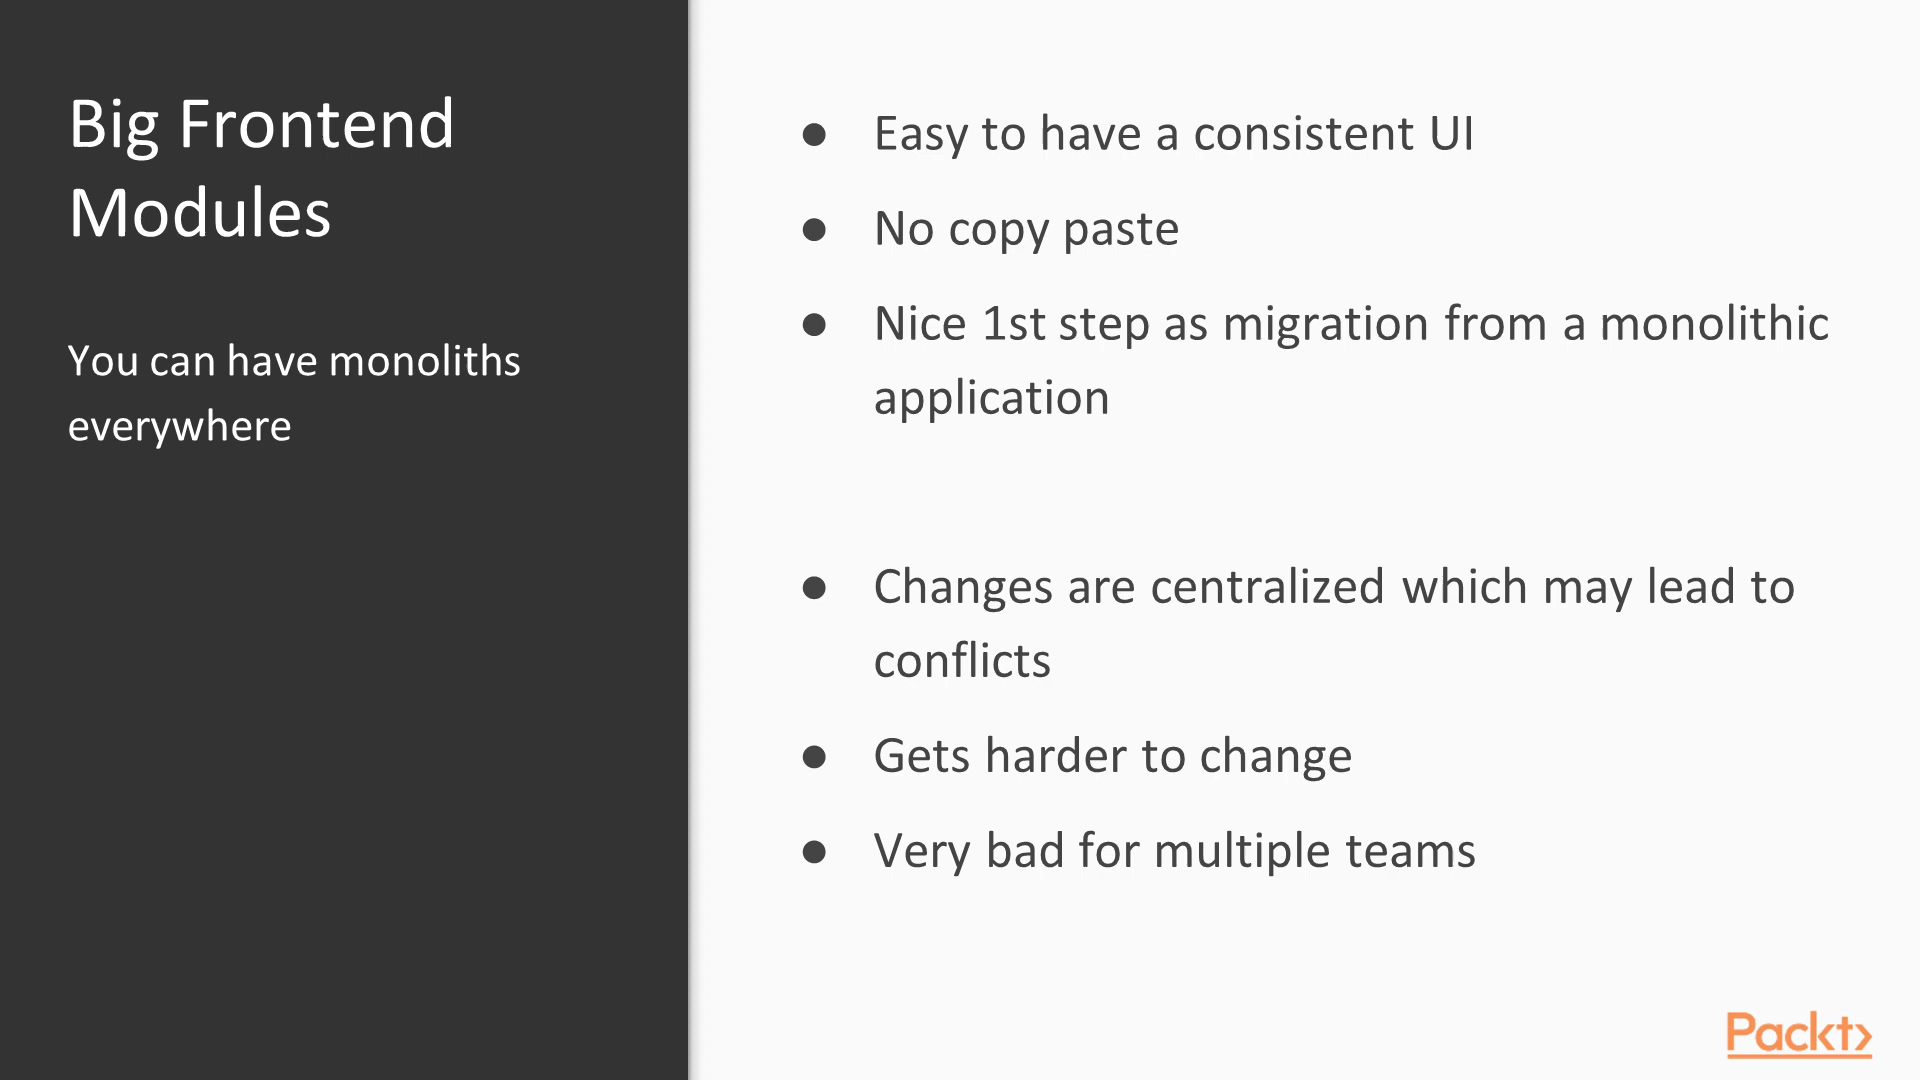 Big Frontend
Modules
You can have monoliths
everywhere
● Easy to have a consistent UI
● No copy paste
● Nice 1st step as migration from a monolithic
application
● Changes are centralized which may lead to
conflicts
● Gets harder to change
● Very bad for multiple teams
Packt>